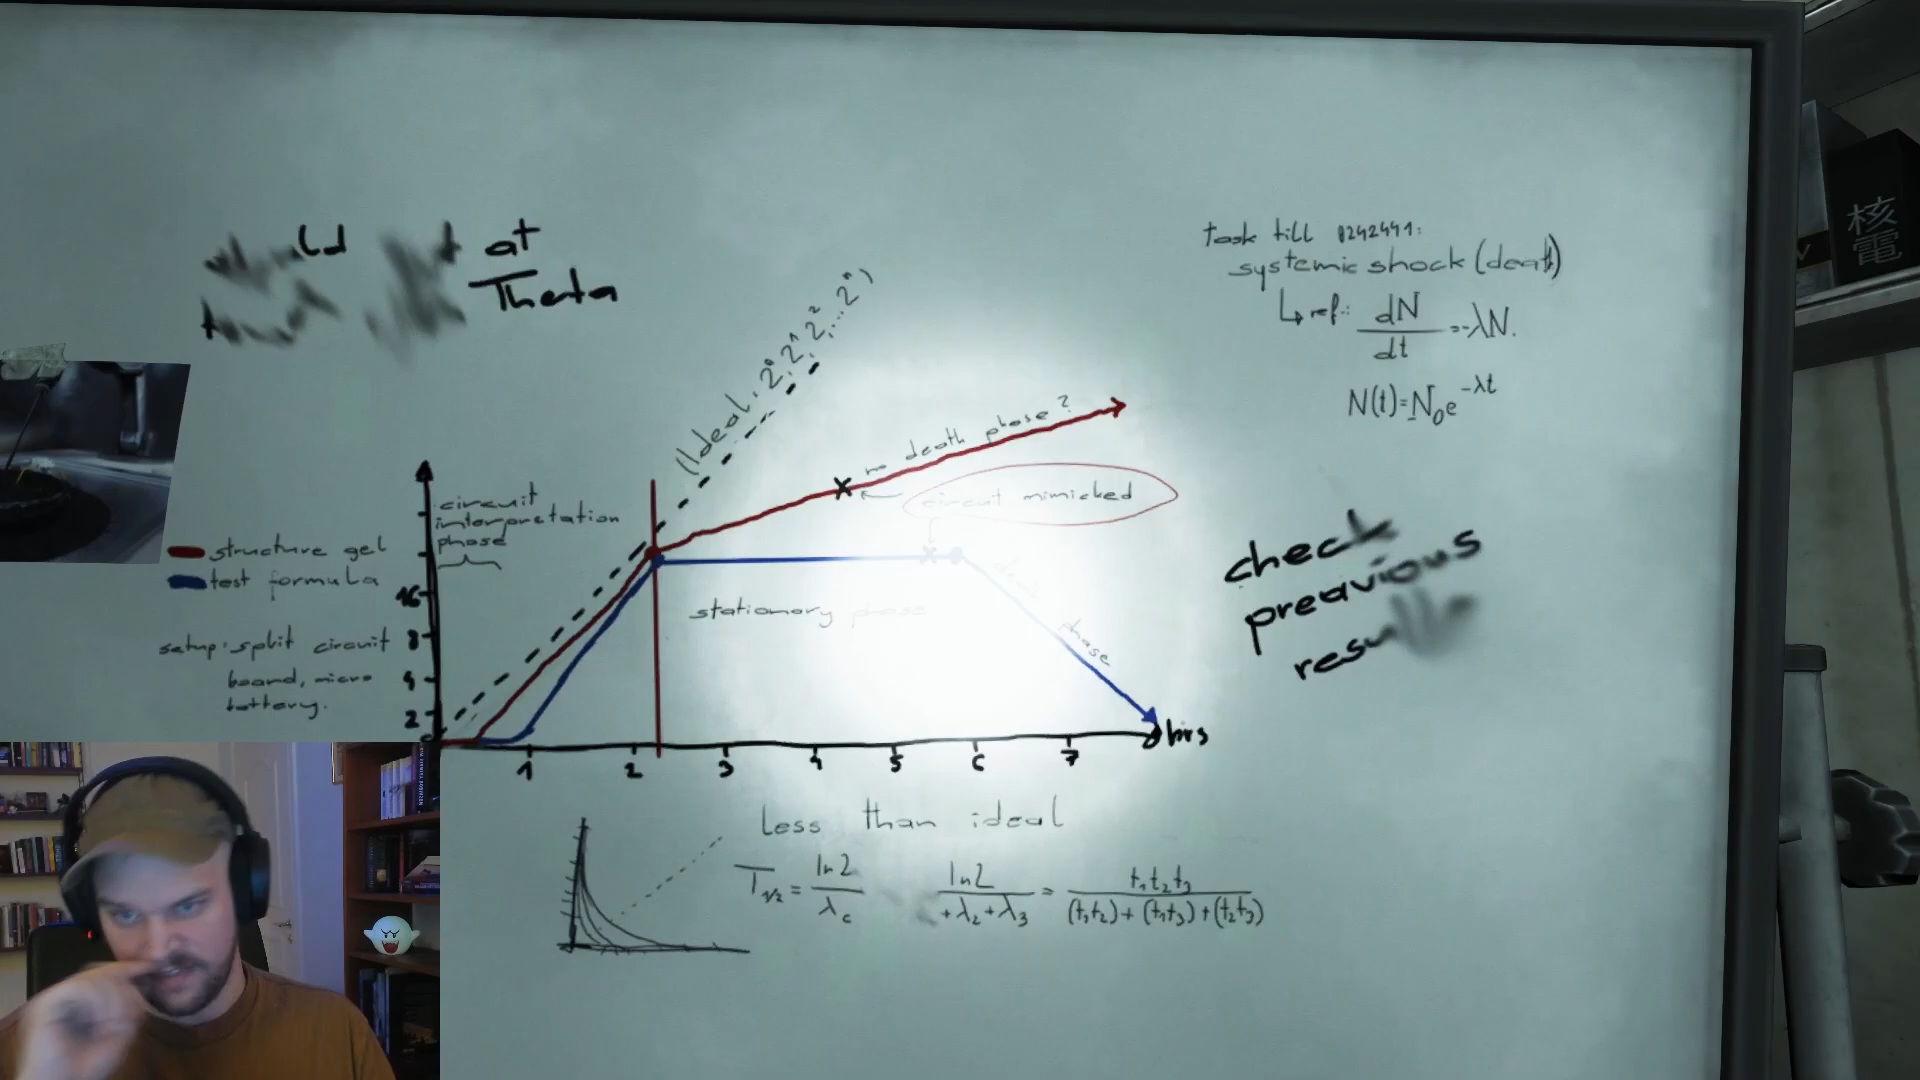 at
Theta
(Ideal: 2⁰, 2¹, 2², ... 2ⁿ)
task till 0242441:
systemic shock (death)
↳ ref.: dN/dt = -λN.
N(t)=N₀e^-λt
核
電
no death phase?
circuit mimicked
circuit
interpretation
phase
structure gel
test formula
setup: split circuit
board, micro
battery.
16
8
4
2
stationary phase
death phase
check
preavious
1 2 3 4 5 6 7 hrs
Less than ideal
T½ = ln2/λc
ln2/+λ₂+λ₃ = t₁t₂t₃/(t₁t₂)+(t₁t₃)+(t₂t₃)